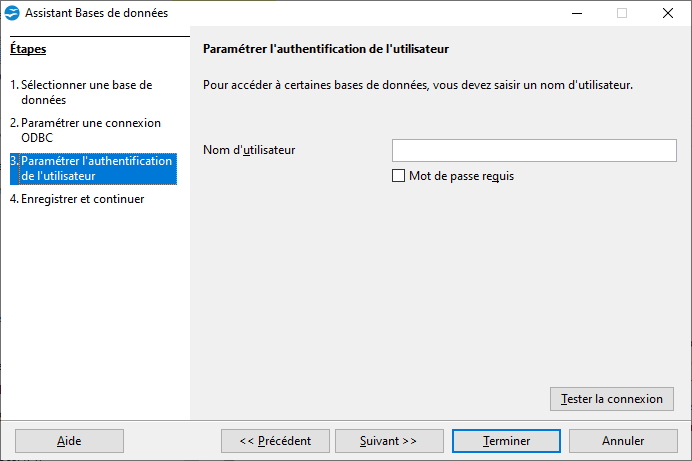 Assistant Bases de données
Étapes
1. Sélectionner une base de
données
2. Paramétrer une connexion
ODBC
3. Paramétrer l'authentification
de l'utilisateur
4. Enregistrer et continuer
Paramétrer l'authentification de l'utilisateur
Pour accéder à certaines bases de données, vous devez saisir un nom d'utilisateur.
Nom d'utilisateur
Mot de passe requis
Tester la connexion
Aide
<< Précédent
Suivant >>
Terminer
Annuler